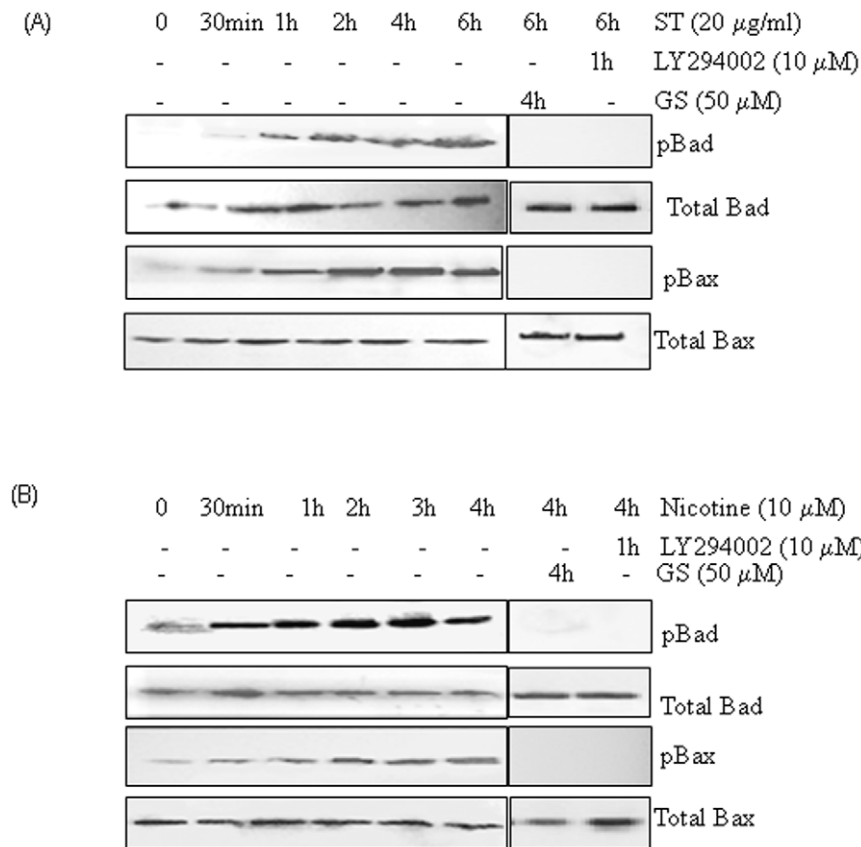 (A) 0 30min 1h 2h 4h 6h 6h 6h ST (20 µg/ml)
- - - - - - - 1h LY294002 (10 µM)
- - - - - - 4h - GS (50 µM)
pBad
Total Bad
pBax
Total Bax
(B) 0 30min 1h 2h 3h 4h 4h 4h Nicotine (10 µM)
- - - - - - - 1h LY294002 (10 µM)
- - - - - - 4h - GS (50 µM)
pBad
Total Bad
pBax
Total Bax